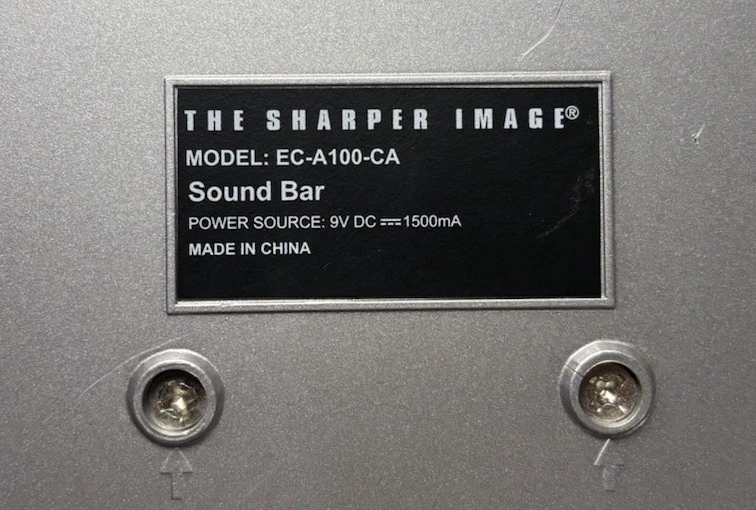 THE SHARPER IMAGE®
MODEL: EC-A100-CA
Sound Bar
POWER SOURCE: 9V DC ⎓ 1500mA
MADE IN CHINA